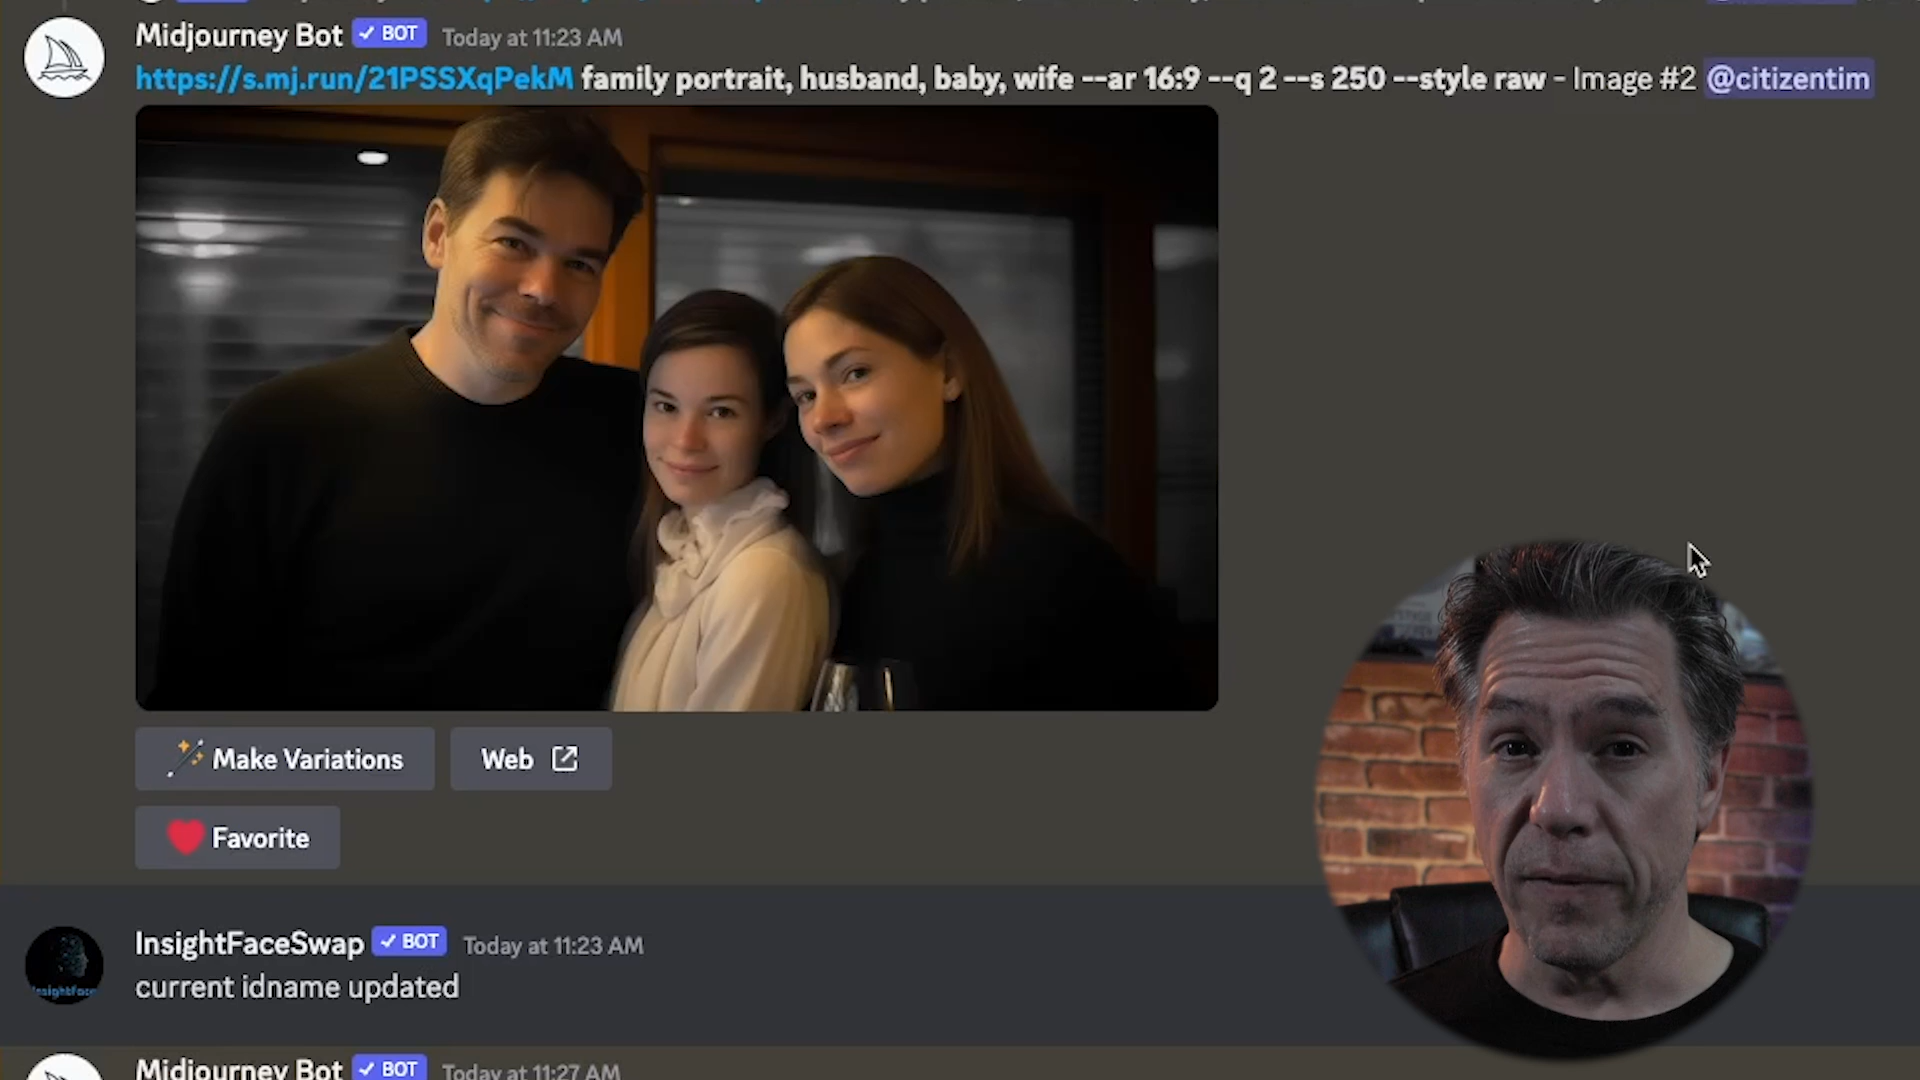 Midjourney Bot ✓ BOT Today at 11:23 AM
https://s.mj.run/21PSSXqPekM family portrait, husband, baby, wife --ar 16:9 --q 2 --s 250 --style raw - Image #2 @citizentim
Make Variations
Web
Favorite
InsightFaceSwap ✓ BOT Today at 11:23 AM
current idname updated
Midjourney Bot ✓ BOT Today at 11:27 AM